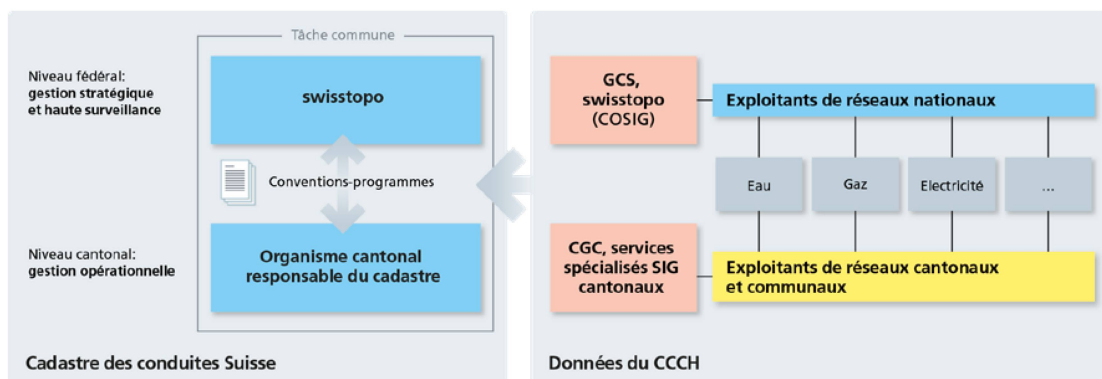 Tâche commune
Niveau fédéral:
gestion stratégique
et haute surveillance
swisstopo
Conventions-programmes
Niveau cantonal:
gestion opérationnelle
Organisme cantonal
responsable du cadastre
Cadastre des conduites Suisse
GCS,
swisstopo
(COSIG)
Exploitants de réseaux nationaux
Eau
Gaz
Electricité
...
CGC, services
spécialisés SIG
cantonaux
Exploitants de réseaux cantonaux
et communaux
Données du CCCH